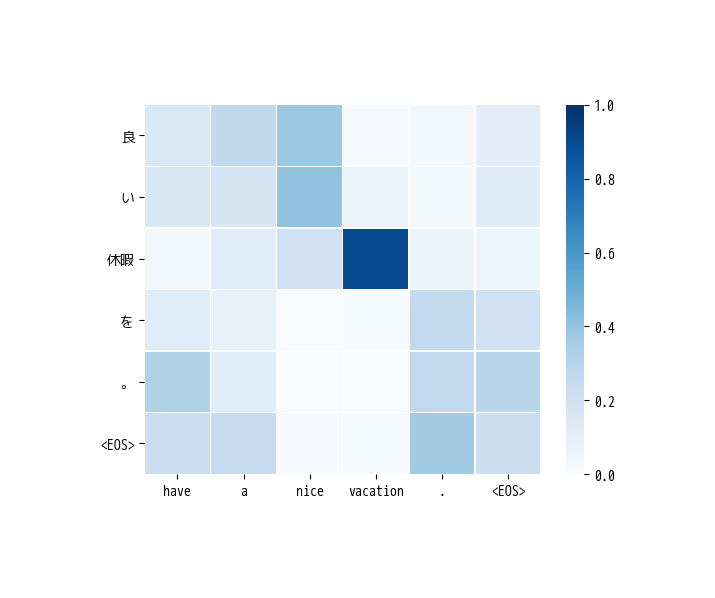 良
い
休暇
を
。
<EOS>
have a nice vacation . <EOS>
1.0
0.8
0.6
0.4
0.2
0.0